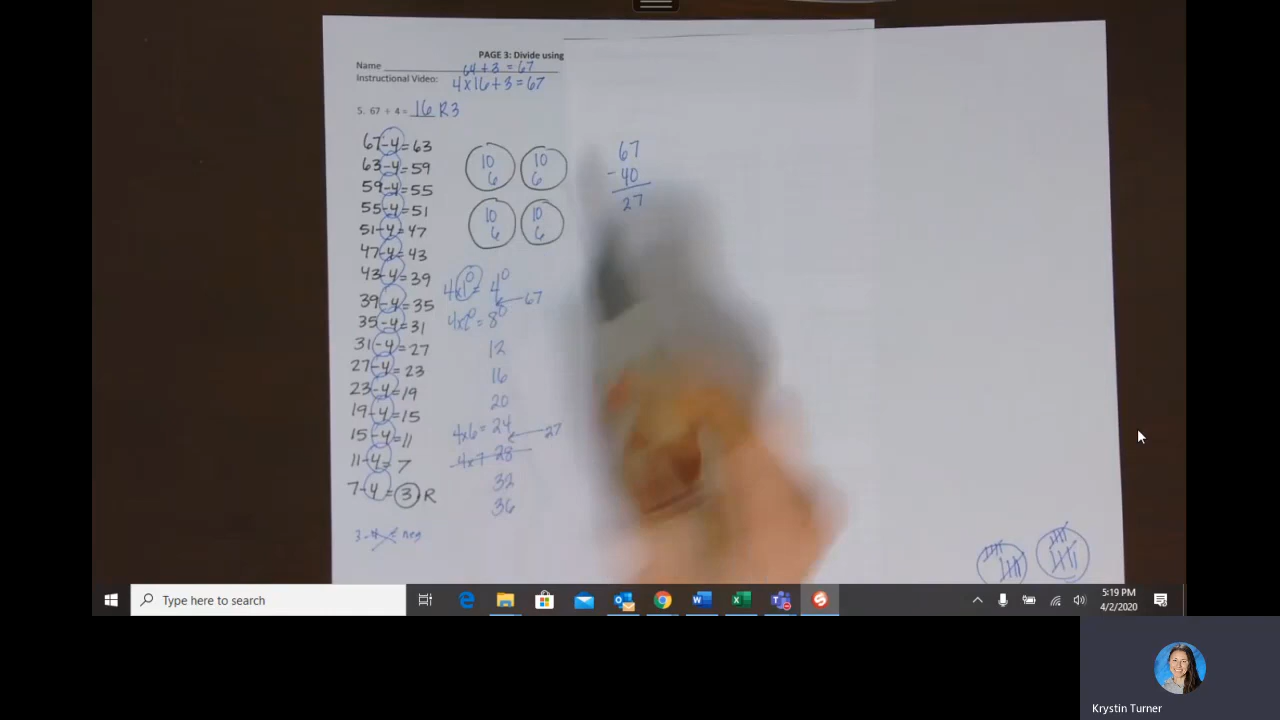 PAGE 3: Divide using
Name
64 + 3 = 67
Instructional Video:
4x16+3=67
5. 67 ÷ 4 = 16 R3
67-4=63
63-4=59
59-4=55
55-4=51
51-4=47
47-4=43
43-4=39
39-4=35
35-4=31
31-4=27
27-4=23
23-4=19
19-4=15
15-4=11
11-4=7
7-4=3 R
3-4 neg
10 10
6 6
10 10
6 6
4x10=40
67
4x20=80
12
16
20
4x6=24
27
4x7 28
32
36
67
-40
27
Type here to search
5:19 PM
4/2/2020
Krystin Turner